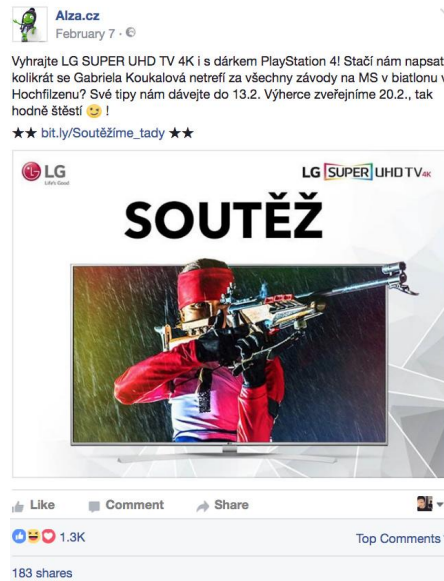 Alza.cz
February 7 ·
Vyhrajte LG SUPER UHD TV 4K i s dárkem PlayStation 4! Stačí nám napsat
kolikrát se Gabriela Koukalová netrefí za všechny závody na MS v biatlonu v
Hochfilzenu? Své tipy nám dávejte do 13.2. Výherce zveřejníme 20.2., tak
hodně štěstí 😉 !
★★ bit.ly/Soutěžíme_tady ★★
LG
Life's Good
LG SUPER UHD TV 4K
SOUTĚŽ
Like Comment Share
1.3K
Top Comments
183 shares